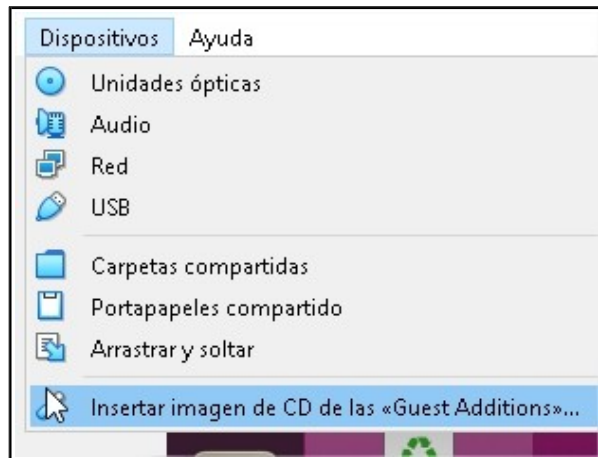 Dispositivos Ayuda
Unidades ópticas
Audio
Red
USB
Carpetas compartidas
Portapapeles compartido
Arrastrar y soltar
Insertar imagen de CD de las «Guest Additions»...